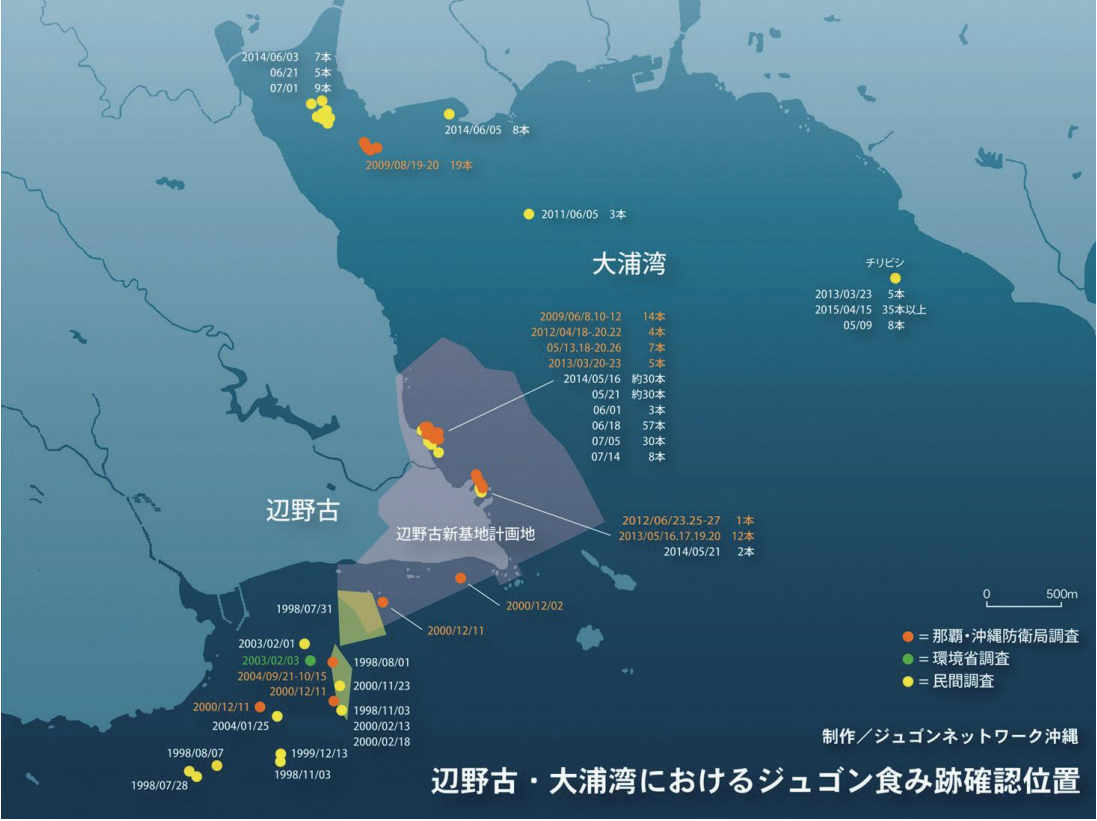 2014/06/03 7本
06/21 5本
07/01 9本
2014/06/05 8本
2009/08/19-20 19本
2011/06/05 3本
大浦湾
チリビシ
2013/03/23 5本
2015/04/15 35本以上
05/09 8本
2009/06/8.10-12 14本
2012/04/18-.20.22 4本
05/13.18-20.26 7本
2013/03/20-23 5本
2014/05/16 約30本
05/21 約30本
06/01 3本
06/18 57本
07/05 30本
07/14 8本
辺野古
辺野古新基地計画地
2012/06/23.25-27 1本
2013/05/16.17.19.20 12本
2014/05/21 2本
2000/12/02
1998/07/31
2000/12/11
2003/02/01
2003/02/03
2004/09/21-10/15
2000/12/11
1998/08/01
2000/11/23
2000/12/11
2004/01/25
1998/11/03
2000/02/13
2000/02/18
1998/08/07
1999/12/13
1998/11/03
1998/07/28
0 500m
= 那覇・沖縄防衛局調査
= 環境省調査
= 民間調査
制作／ジュゴンネットワーク沖縄
辺野古・大浦湾におけるジュゴン食み跡確認位置